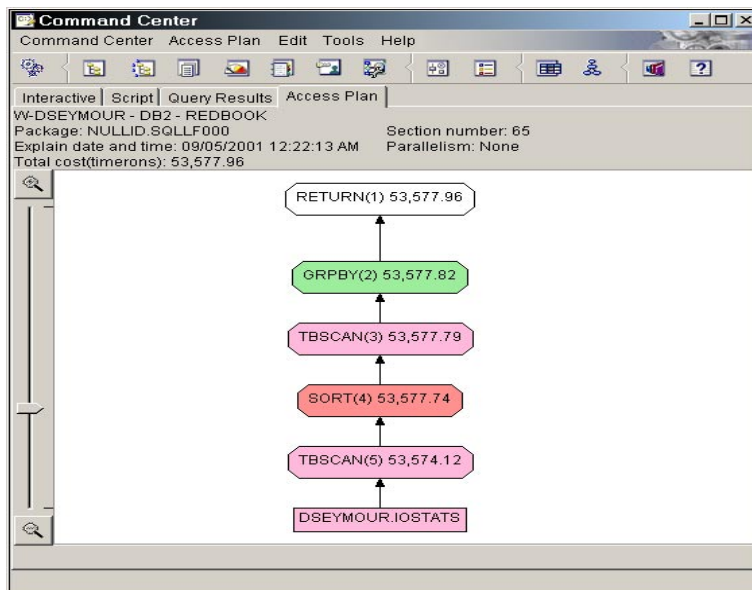 Command Center
Command Center Access Plan Edit Tools Help
?
Interactive Script Query Results Access Plan
W-DSEYMOUR - DB2 - REDBOOK
Package: NULLID.SQLLF000 Section number: 65
Explain date and time: 09/05/2001 12:22:13 AM Parallelism: None
Total cost(timerons): 53,577.96
RETURN(1) 53,577.96
GRPBY(2) 53,577.82
TBSCAN(3) 53,577.79
SORT(4) 53,577.74
TBSCAN(5) 53,574.12
DSEYMOUR.IOSTATS